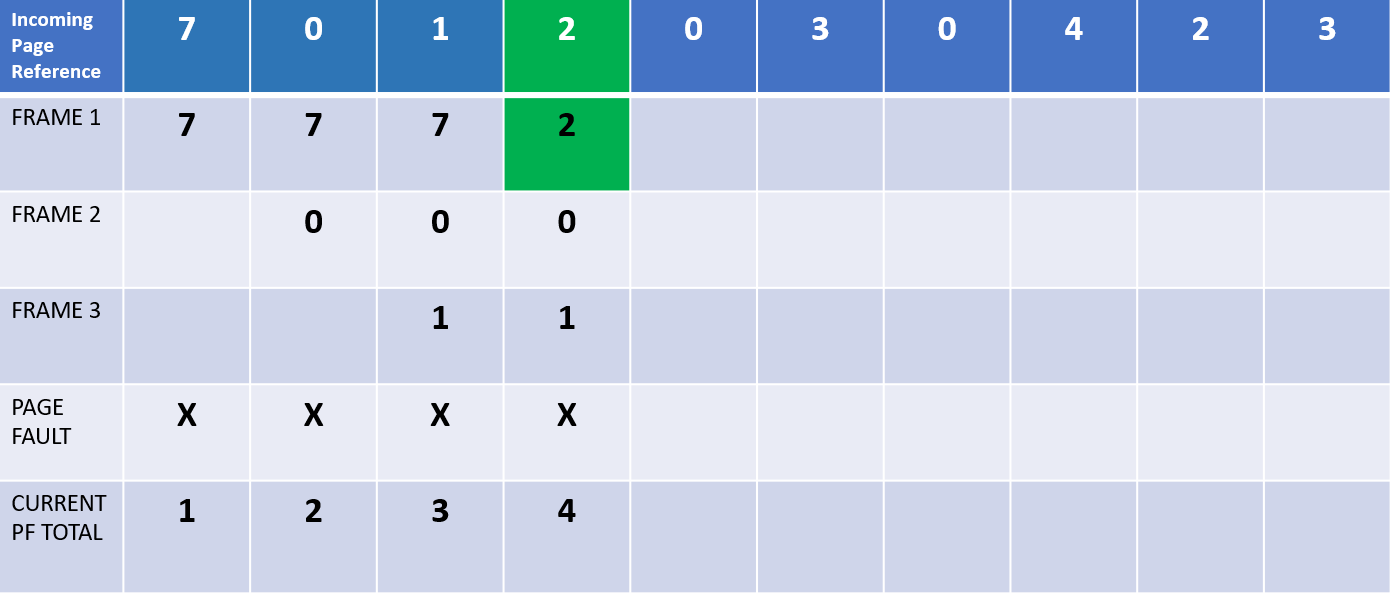 Incoming Page Reference 7 0 1 2 0 3 0 4 2 3
FRAME 1 7 7 7 2
FRAME 2 0 0 0
FRAME 3 1 1
PAGE FAULT X X X X
CURRENT PF TOTAL 1 2 3 4